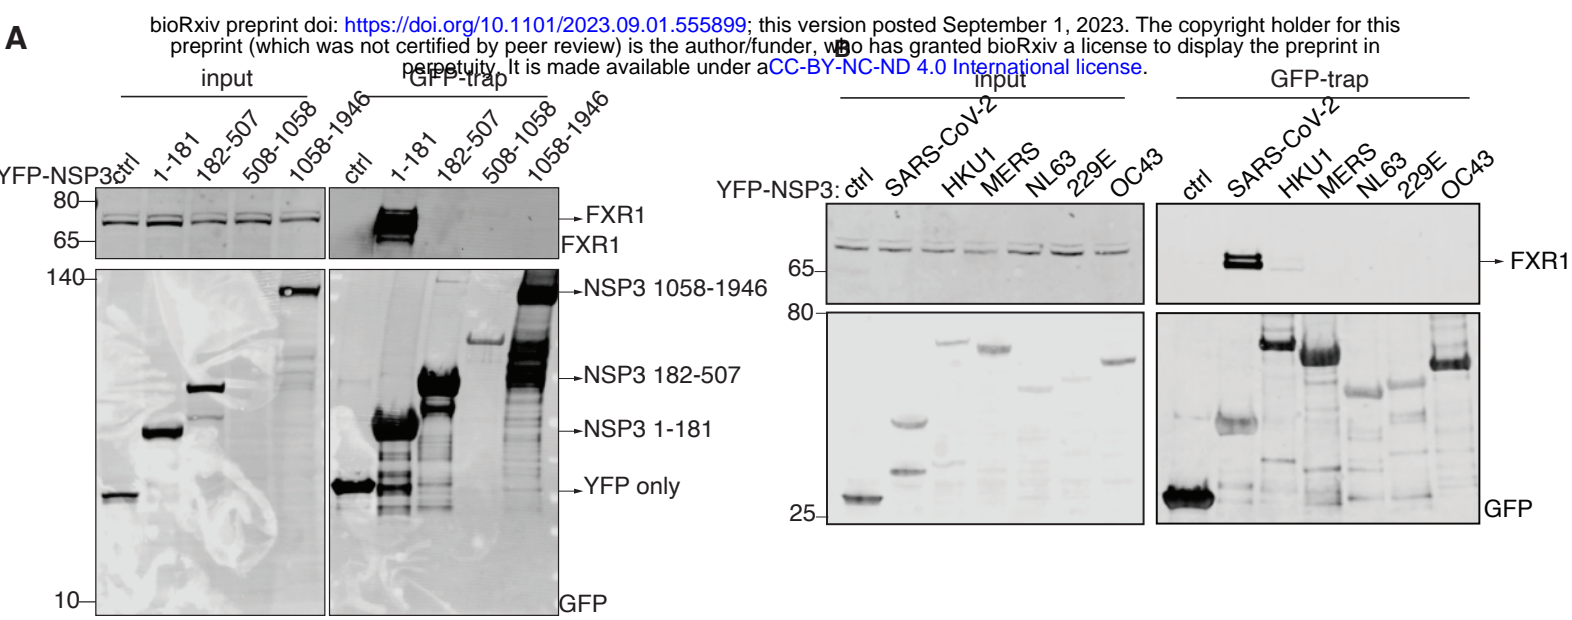 bioRxiv preprint doi: https://doi.org/10.1101/2023.09.01.555899; this version posted September 1, 2023. The copyright holder for this
preprint (which was not certified by peer review) is the author/funder, who has granted bioRxiv a license to display the preprint in
perpetuity. It is made available under aCC-BY-NC-ND 4.0 International license.
A
input
GFP-trap
YFP-NSP3:
ctrl
1-181
182-507
508-1058
1058-1946
ctrl
1-181
182-507
508-1058
1058-1946
80
65
FXR1
FXR1
140
NSP3 1058-1946
NSP3 182-507
NSP3 1-181
YFP only
10
GFP
B
input
GFP-trap
YFP-NSP3:
ctrl
SARS-CoV-2
HKU1
MERS
NL63
229E
OC43
ctrl
SARS-CoV-2
HKU1
MERS
NL63
229E
OC43
65
FXR1
80
25
GFP